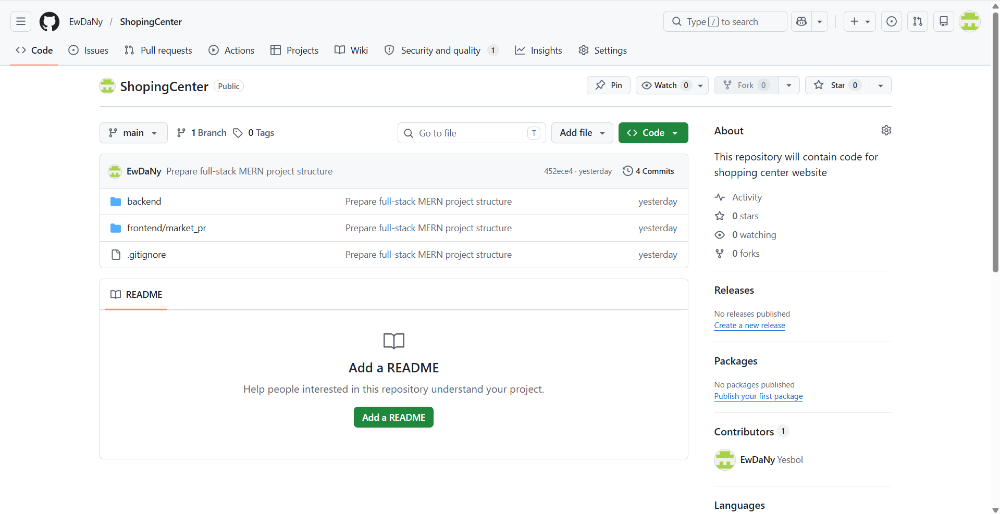 EwDaNy / ShopingCenter
Type / to search
Code Issues Pull requests Actions Projects Wiki Security and quality 1 Insights Settings
ShopingCenter Public
Pin Watch 0 Fork 0 Star 0
main 1 Branch 0 Tags
Go to file T Add file Code
EwDaNy Prepare full-stack MERN project structure 452ece4 · yesterday 4 Commits
backend Prepare full-stack MERN project structure yesterday
frontend/market_pr Prepare full-stack MERN project structure yesterday
.gitignore Prepare full-stack MERN project structure yesterday
README
Add a README
Help people interested in this repository understand your project.
Add a README
About
This repository will contain code for
shopping center website
Activity
0 stars
0 watching
0 forks
Releases
No releases published
Create a new release
Packages
No packages published
Publish your first package
Contributors 1
EwDaNy Yesbol
Languages